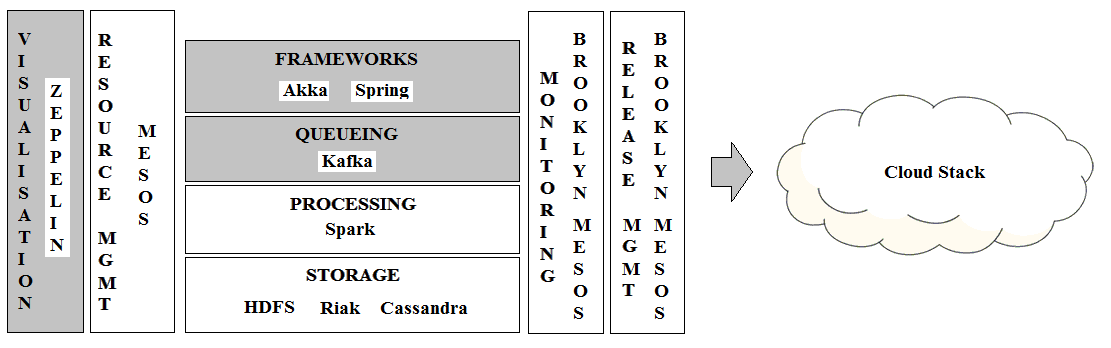 VISUALISATION
ZEPPELIN
RESOURCE MGMT
MESOS
FRAMEWORKS
Akka Spring
QUEUEING
Kafka
PROCESSING
Spark
STORAGE
HDFS Riak Cassandra
MONITORING
BROOKLYN MESOS
RELEASE MGMT
BROOKLYN MESOS
Cloud Stack